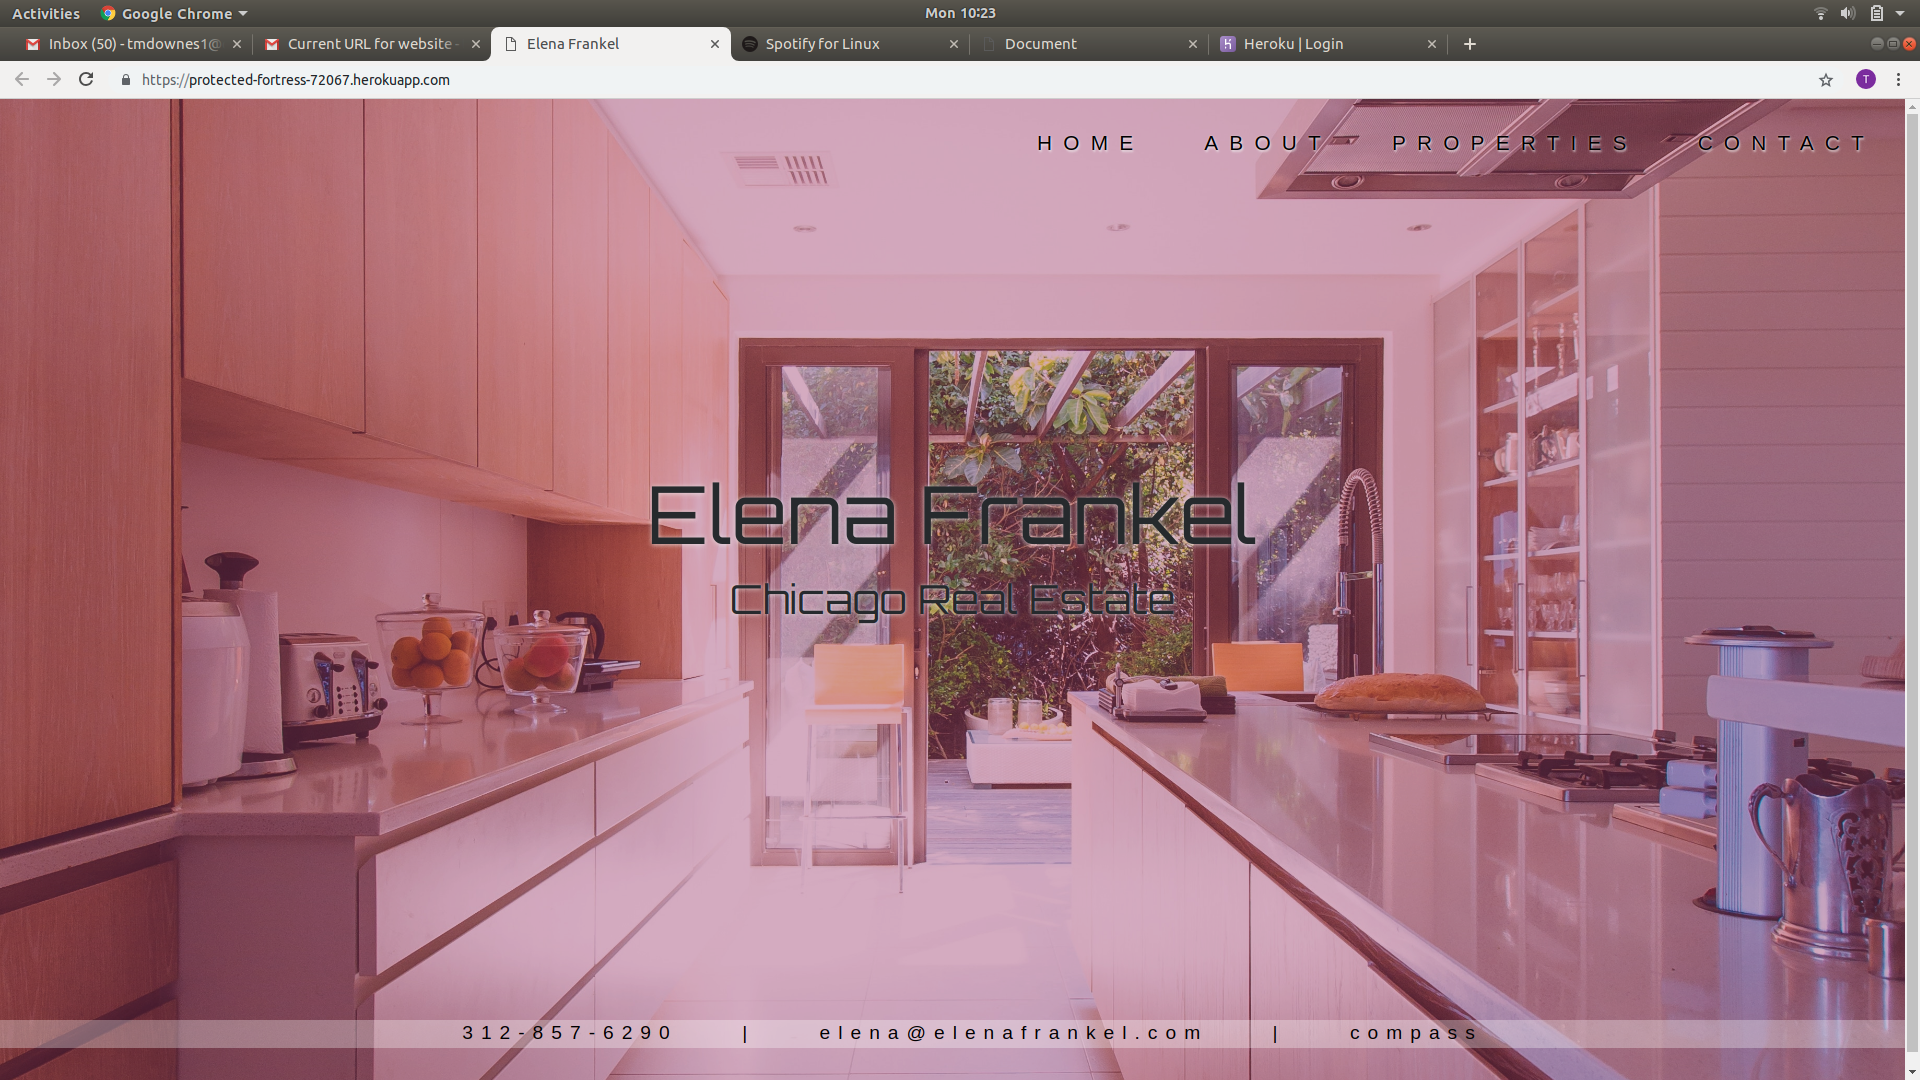 Activities Google Chrome Mon 10:23
Inbox (50) - tmdownes1@ Current URL for website - Elena Frankel Spotify for Linux Document Heroku | Login
https://protected-fortress-72067.herokuapp.com T
HOME ABOUT PROPERTIES CONTACT
Elena Frankel
Chicago Real Estate
312-857-6290 | elena@elenafrankel.com | compass